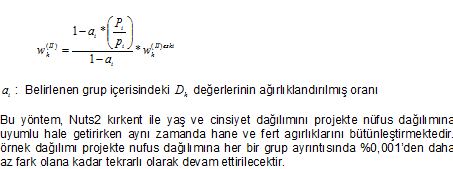 w_k^{(II)} = \frac{1-a_i*\left(\frac{P_i}{p_i}\right)}{1-a_i} * w_k^{(II)eski}
a_i : Belirlenen grup içerisindeki D_k değerlerinin ağırlıklandırılmış oranı
Bu yöntem, Nuts2 kırkent ile yaş ve cinsiyet dağılımını projekte nüfus dağılımına
uyumlu hale getirirken aynı zamanda hane ve fert agırlıklarını bütünleştirmektedir.
örnek dağılımı projekte nufus dağılımına her bir grup ayrıntısında %0,001'den daha
az fark olana kadar tekrarlı olarak devam ettirilecektir.